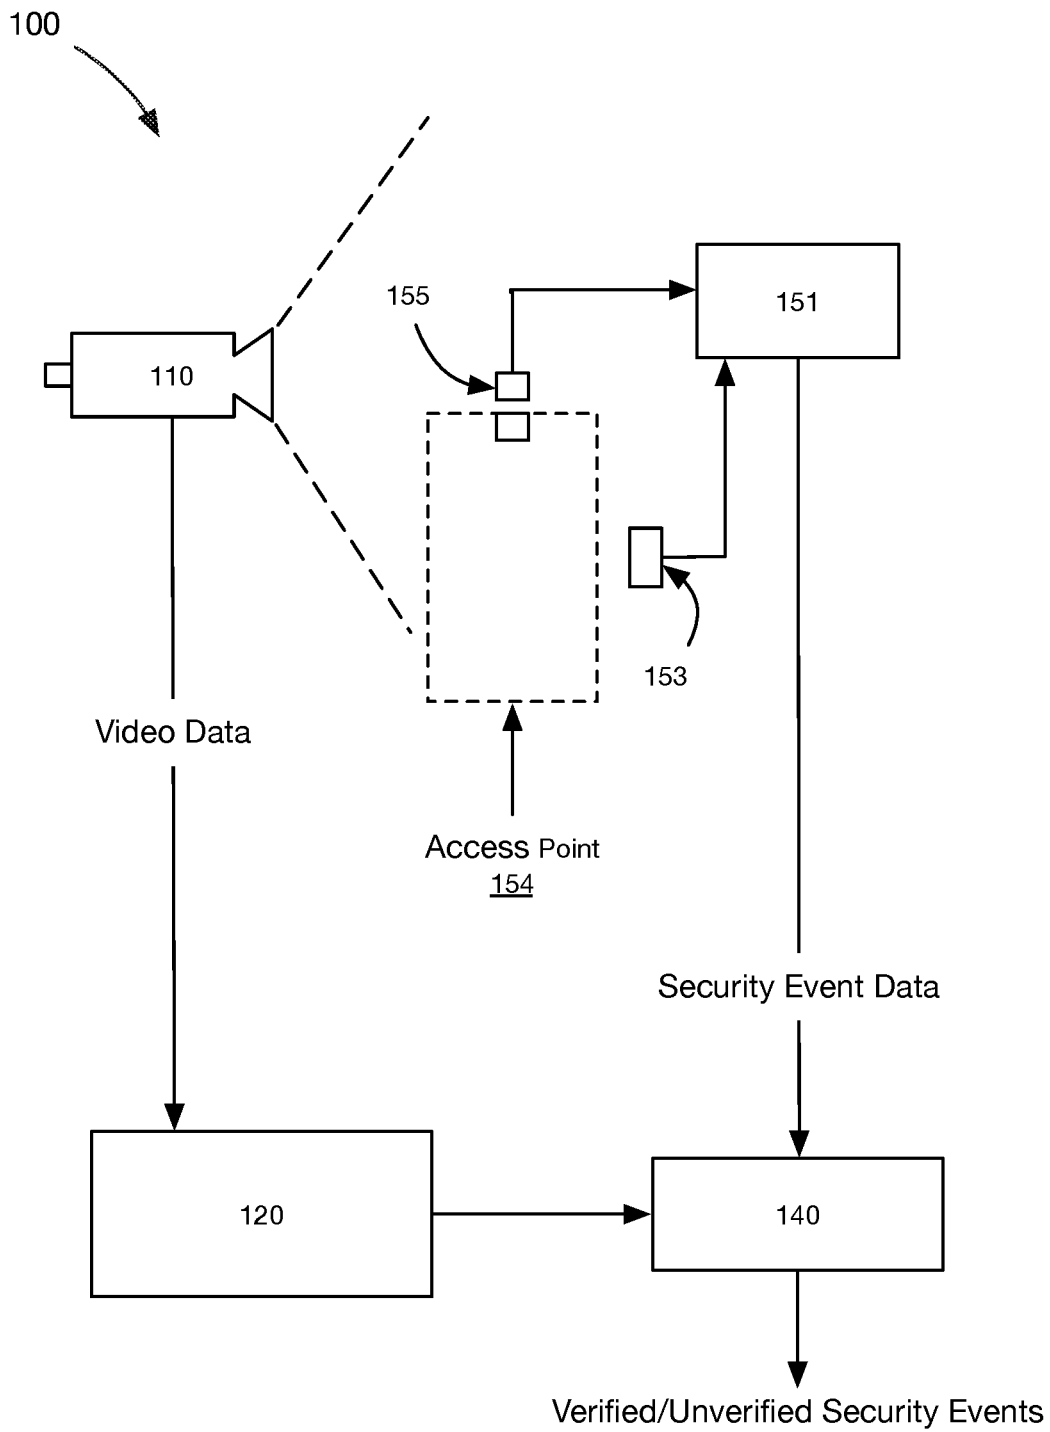 100
155
151
110
153
Video Data
Access Point
154
Security Event Data
120
140
Verified/Unverified Security Events